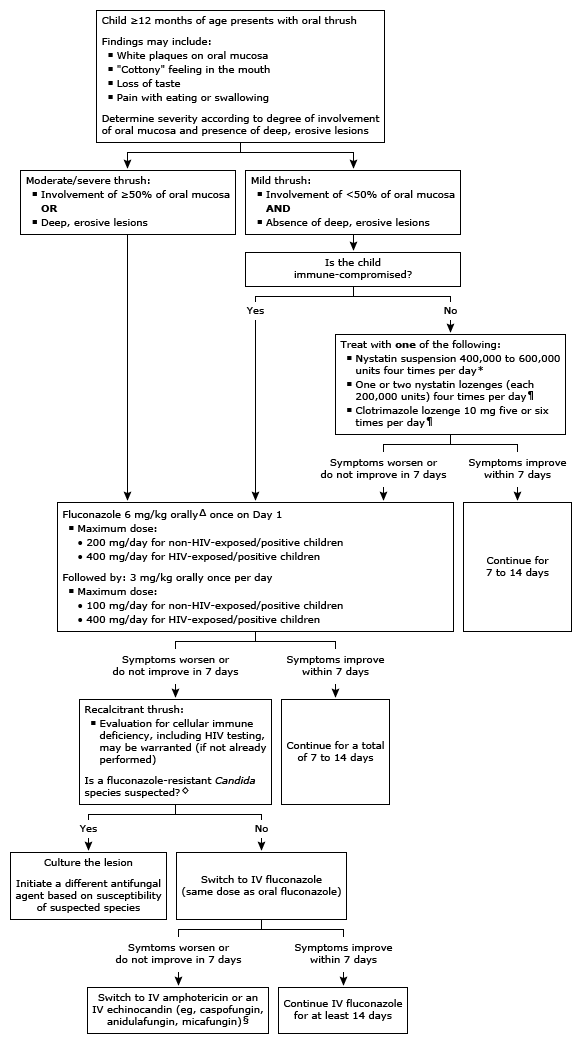 Child ≥12 months of age presents with oral thrush
Findings may include:
▪ White plaques on oral mucosa
▪ "Cottony" feeling in the mouth
▪ Loss of taste
▪ Pain with eating or swallowing
Determine severity according to degree of involvement
of oral mucosa and presence of deep, erosive lesions
Moderate/severe thrush:
▪ Involvement of ≥50% of oral mucosa
OR
▪ Deep, erosive lesions
Mild thrush:
▪ Involvement of <50% of oral mucosa
AND
▪ Absence of deep, erosive lesions
Is the child
immune-compromised?
Yes
No
Treat with one of the following:
▪ Nystatin suspension 400,000 to 600,000
units four times per day*
▪ One or two nystatin lozenges (each
200,000 units) four times per day¶
▪ Clotrimazole lozenge 10 mg five or six
times per day¶
Symptoms worsen or
do not improve in 7 days
Symptoms improve
within 7 days
Fluconazole 6 mg/kg orallyΔ once on Day 1
▪ Maximum dose:
• 200 mg/day for non-HIV-exposed/positive children
• 400 mg/day for HIV-exposed/positive children
Followed by: 3 mg/kg orally once per day
▪ Maximum dose:
• 100 mg/day for non-HIV-exposed/positive children
• 400 mg/day for HIV-exposed/positive children
Continue for
7 to 14 days
Symptoms worsen or
do not improve in 7 days
Symptoms improve
within 7 days
Recalcitrant thrush:
▪ Evaluation for cellular immune
deficiency, including HIV testing,
may be warranted (if not already
performed)
Is a fluconazole-resistant Candida
species suspected?◇
Continue for a total
of 7 to 14 days
Yes
No
Culture the lesion
Initiate a different antifungal
agent based on susceptibility
of suspected species
Switch to IV fluconazole
(same dose as oral fluconazole)
Symtoms worsen or
do not improve in 7 days
Symptoms improve
within 7 days
Switch to IV amphotericin or an
IV echinocandin (eg, caspofungin,
anidulafungin, micafungin)§
Continue IV fluconazole
for at least 14 days